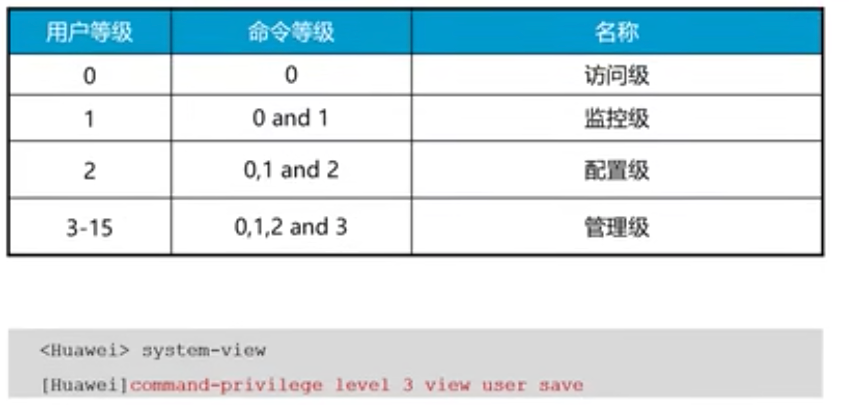 用户等级 命令等级 名称
0 0 访问级
1 0 and 1 监控级
2 0,1 and 2 配置级
3-15 0,1,2 and 3 管理级
<Huawei> system-view
[Huawei]command-privilege level 3 view user save